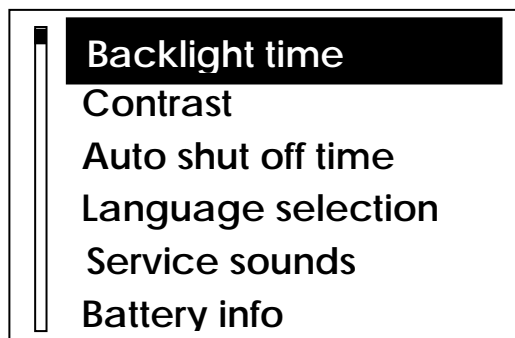 Backlight time
Contrast
Auto shut off time
Language selection
Service sounds
Battery info